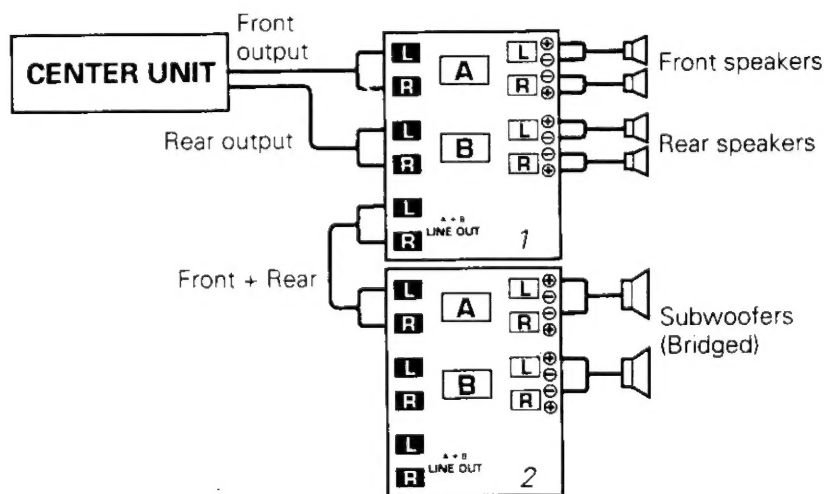 Front
output
CENTER UNIT
Rear output
L
R
A
L ⊕
⊖
R ⊖
⊕
Front speakers
L
R
B
L ⊕
⊖
R ⊖
⊕
Rear speakers
L
R
A + B
LINE OUT
1
Front + Rear
L
R
A
L ⊕
⊖
R ⊖
⊕
Subwoofers
(Bridged)
L
R
B
L ⊕
⊖
R ⊖
⊕
L
R
A + B
LINE OUT
2